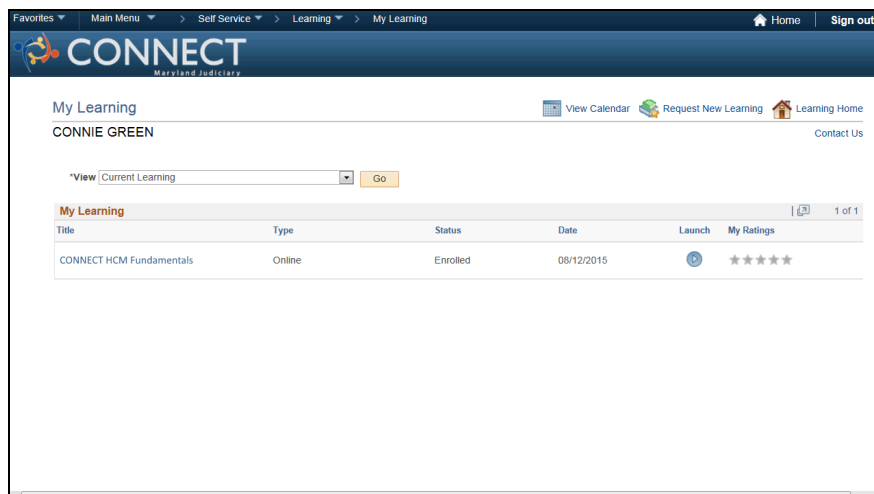 Favorites Main Menu > Self Service > Learning > My Learning Home Sign out
CONNECT
Maryland Judiciary
My Learning View Calendar Request New Learning Learning Home
CONNIE GREEN Contact Us
*View Current Learning Go
My Learning | 1 of 1
Title Type Status Date Launch My Ratings
CONNECT HCM Fundamentals Online Enrolled 08/12/2015